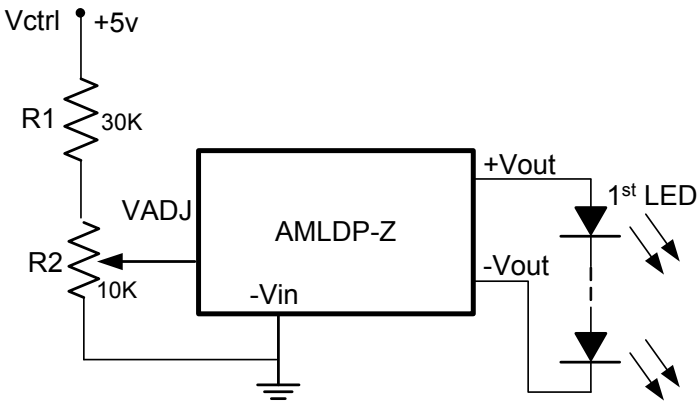 Vctrl +5v
R1 30K
VADJ
R2 10K
AMLDP-Z
-Vin
+Vout
-Vout
1st LED